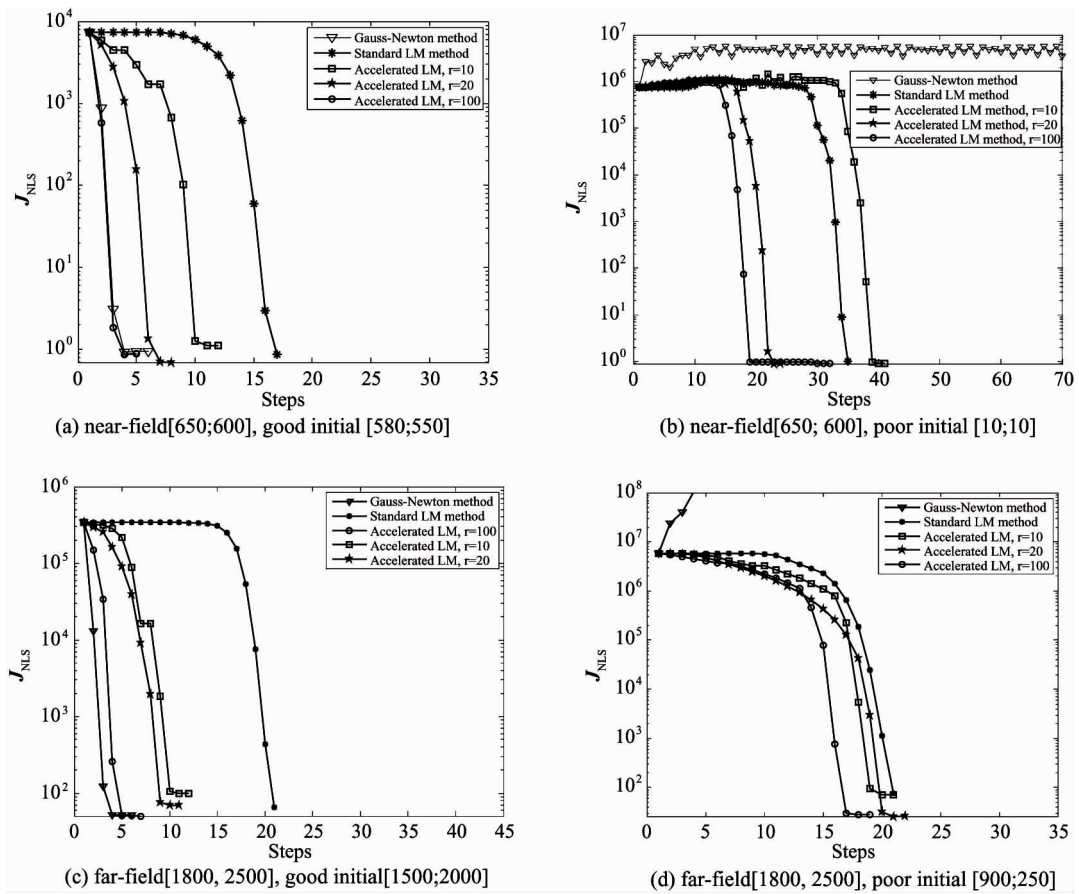 10^4
10^3
10^2
10^1
10^0
J_NLS
Gauss-Newton method
Standard LM method
Accelerated LM, r=10
Accelerated LM, r=20
Accelerated LM, r=100
0 5 10 15 20 25 30 35
Steps
(a) near-field[650;600], good initial [580;550]
10^7
10^6
10^5
10^4
10^3
10^2
10^1
10^0
J_NLS
Gauss-Newton method
Standard LM method
Accelerated LM method, r=10
Accelerated LM method, r=20
Accelerated LM method, r=100
0 10 20 30 40 50 60 70
Steps
(b) near-field[650; 600], poor initial [10;10]
10^6
10^5
10^4
10^3
10^2
J_NLS
Gauss-Newton method
Standard LM method
Accelerated LM, r=100
Accelerated LM, r=10
Accelerated LM, r=20
0 5 10 15 20 25 30 35 40 45
Steps
(c) far-field[1800, 2500], good initial[1500;2000]
10^8
10^7
10^6
10^5
10^4
10^3
10^2
J_NLS
Gauss-Newton method
Standard LM method
Accelerated LM, r=10
Accelerated LM, r=20
Accelerated LM, r=100
0 5 10 15 20 25 30 35
Steps
(d) far-field[1800, 2500], poor initial [900;250]